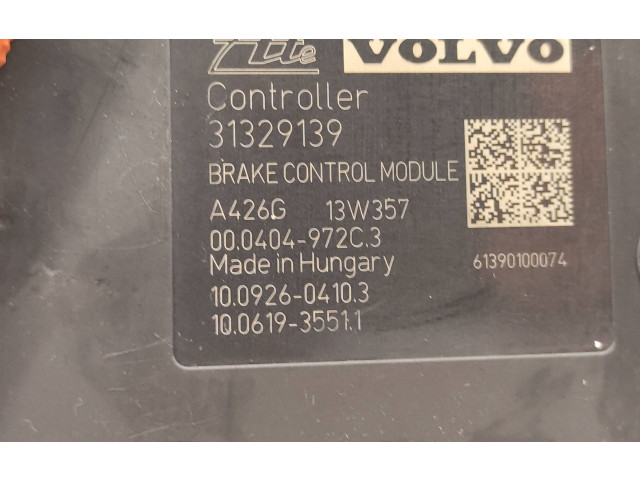 Ate VOLVO
Controller
31329139
BRAKE CONTROL MODULE
A426G 13W357
00.0404-972C.3
Made in Hungary
61390100074
10.0926-0410.3
10.0619-3551.1